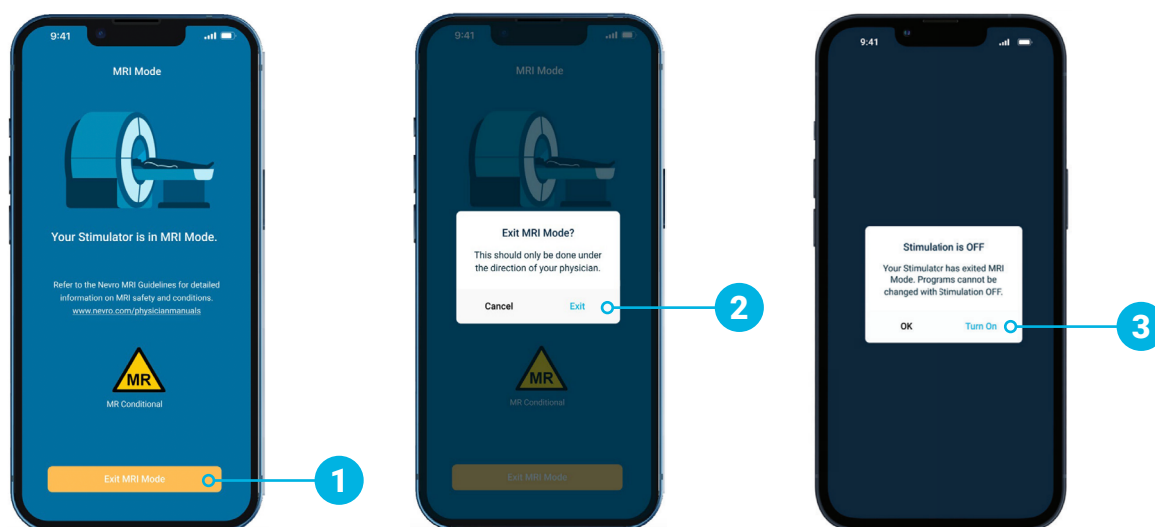 9:41
MRI Mode
Your Stimulator is in MRI Mode.
Refer to the Nevro MRI Guidelines for detailed
information on MRI safety and conditions.
www.nevro.com/physicianmanuals
MR
MR Conditional
Exit MRI Mode
1
9:41
MRI Mode
Exit MRI Mode?
This should only be done under
the direction of your physician.
Cancel Exit
2
MR
MR Conditional
Exit MRI Mode
9:41
Stimulation is OFF
Your Stimulator has exited MRI
Mode. Programs cannot be
changed with Stimulation OFF.
OK Turn On
3